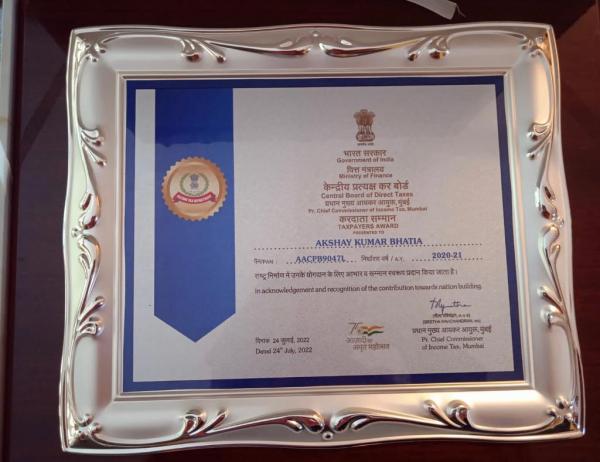 भारत सरकार
Government of India
वित्त मंत्रालय
Ministry of Finance
केन्द्रीय प्रत्यक्ष कर बोर्ड
Central Board of Direct Taxes
प्रधान मुख्य आयकर आयुक्त, मुंबई
Pr. Chief Commissioner of Income Tax, Mumbai
करदाता सम्मान
TAXPAYERS AWARD
PRESENTED TO
AKSHAY KUMAR BHATIA
पैन/PAN : AACPB9047L निर्धारण वर्ष / A.Y. 2020-21
राष्ट्र निर्माण में उनके योगदान के लिए आभार व सम्मान स्वरूप प्रदान किया जाता है।
in acknowledgement and recognition of the contribution towards nation building.
दिनांक 24 जुलाई, 2022
Dated 24th July, 2022
आज़ादी का
अमृत महोत्सव
प्रधान मुख्य आयकर आयुक्त, मुंबई
Pr. Chief Commissioner
of Income Tax, Mumbai